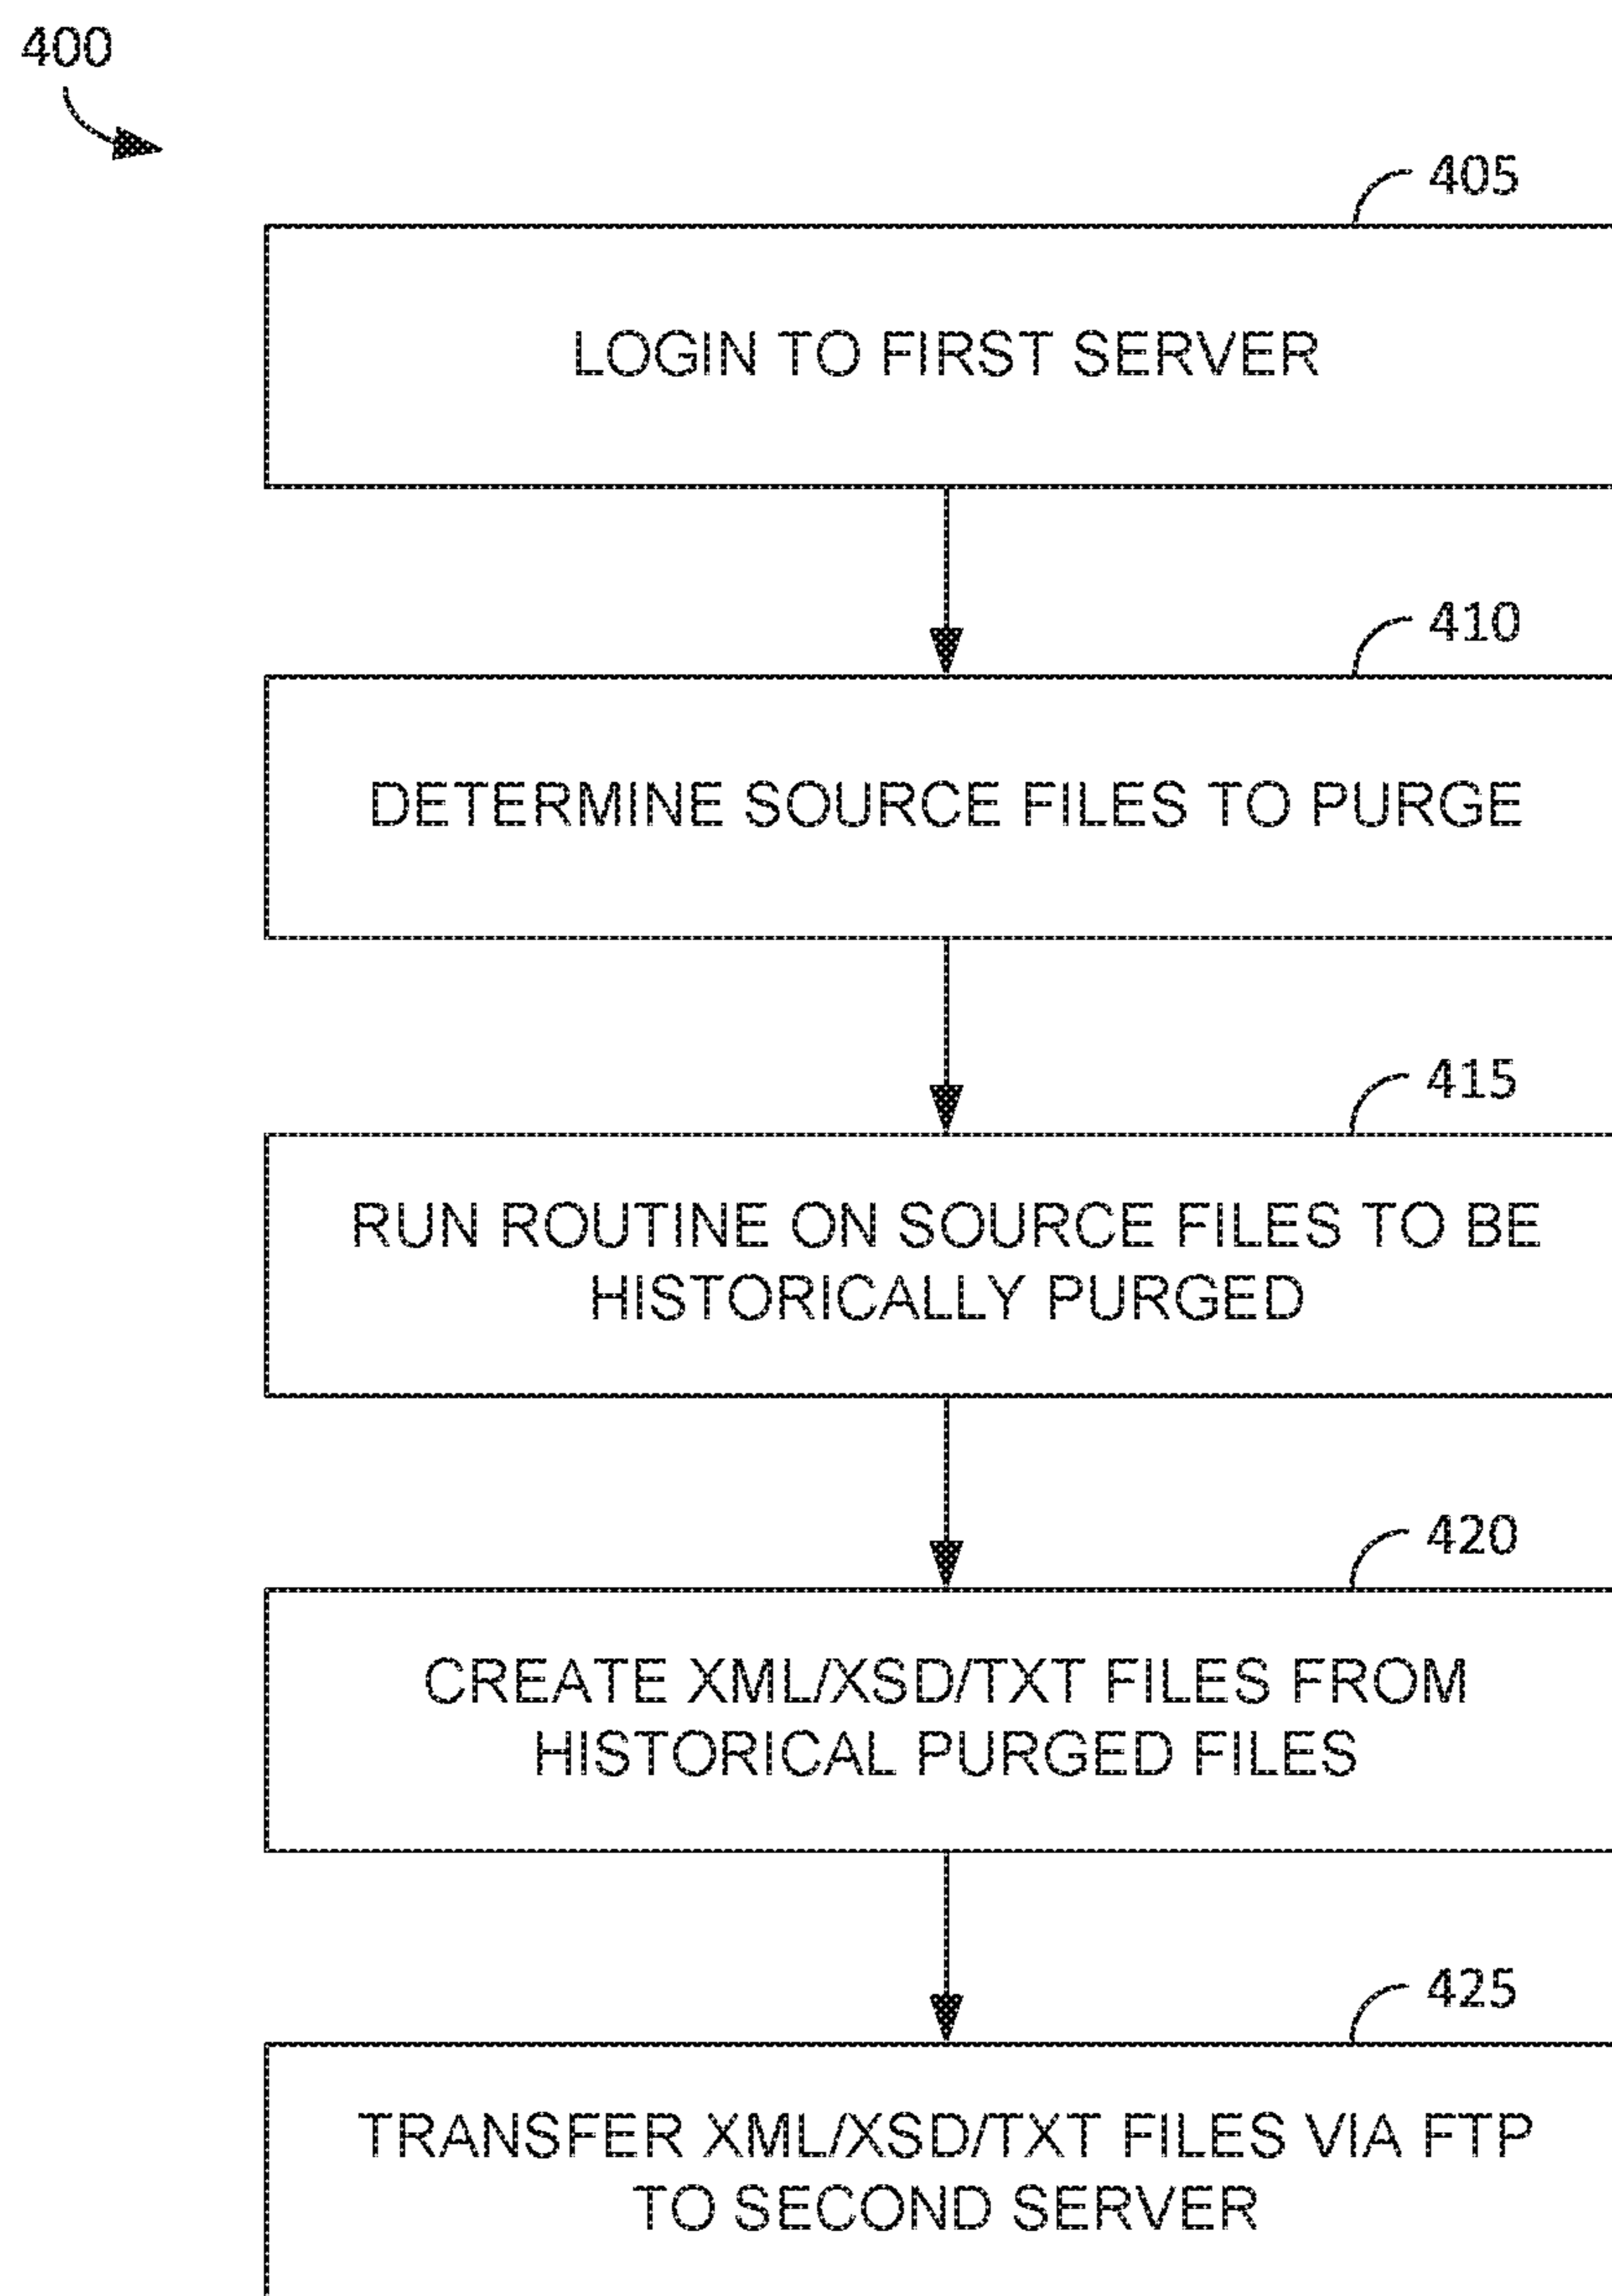 400
405
LOGIN TO FIRST SERVER
410
DETERMINE SOURCE FILES TO PURGE
415
RUN ROUTINE ON SOURCE FILES TO BE
HISTORICALLY PURGED
420
CREATE XML/XSD/TXT FILES FROM
HISTORICAL PURGED FILES
425
TRANSFER XML/XSD/TXT FILES VIA FTP
TO SECOND SERVER